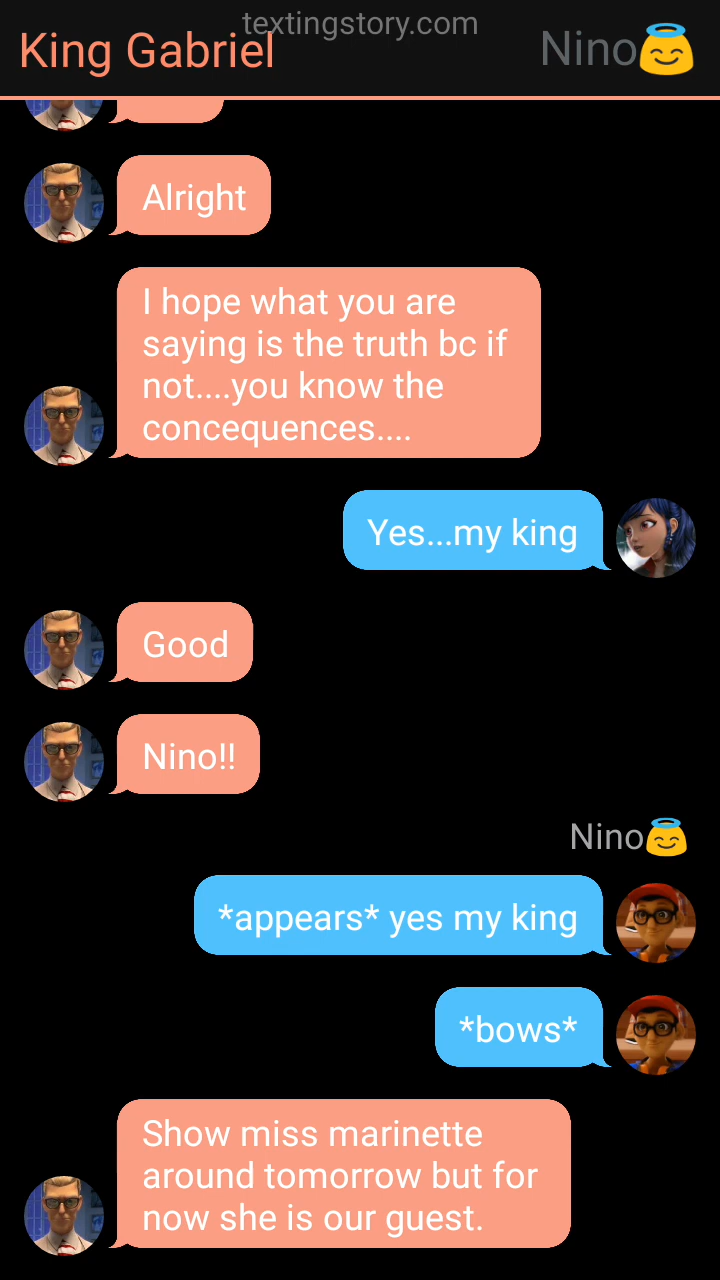 textingstory.com
King Gabriel
Nino😇
Alright
I hope what you are
saying is the truth bc if
not....you know the
concequences....
Yes...my king
Good
Nino!!
Nino😇
*appears* yes my king
*bows*
Show miss marinette
around tomorrow but for
now she is our guest.